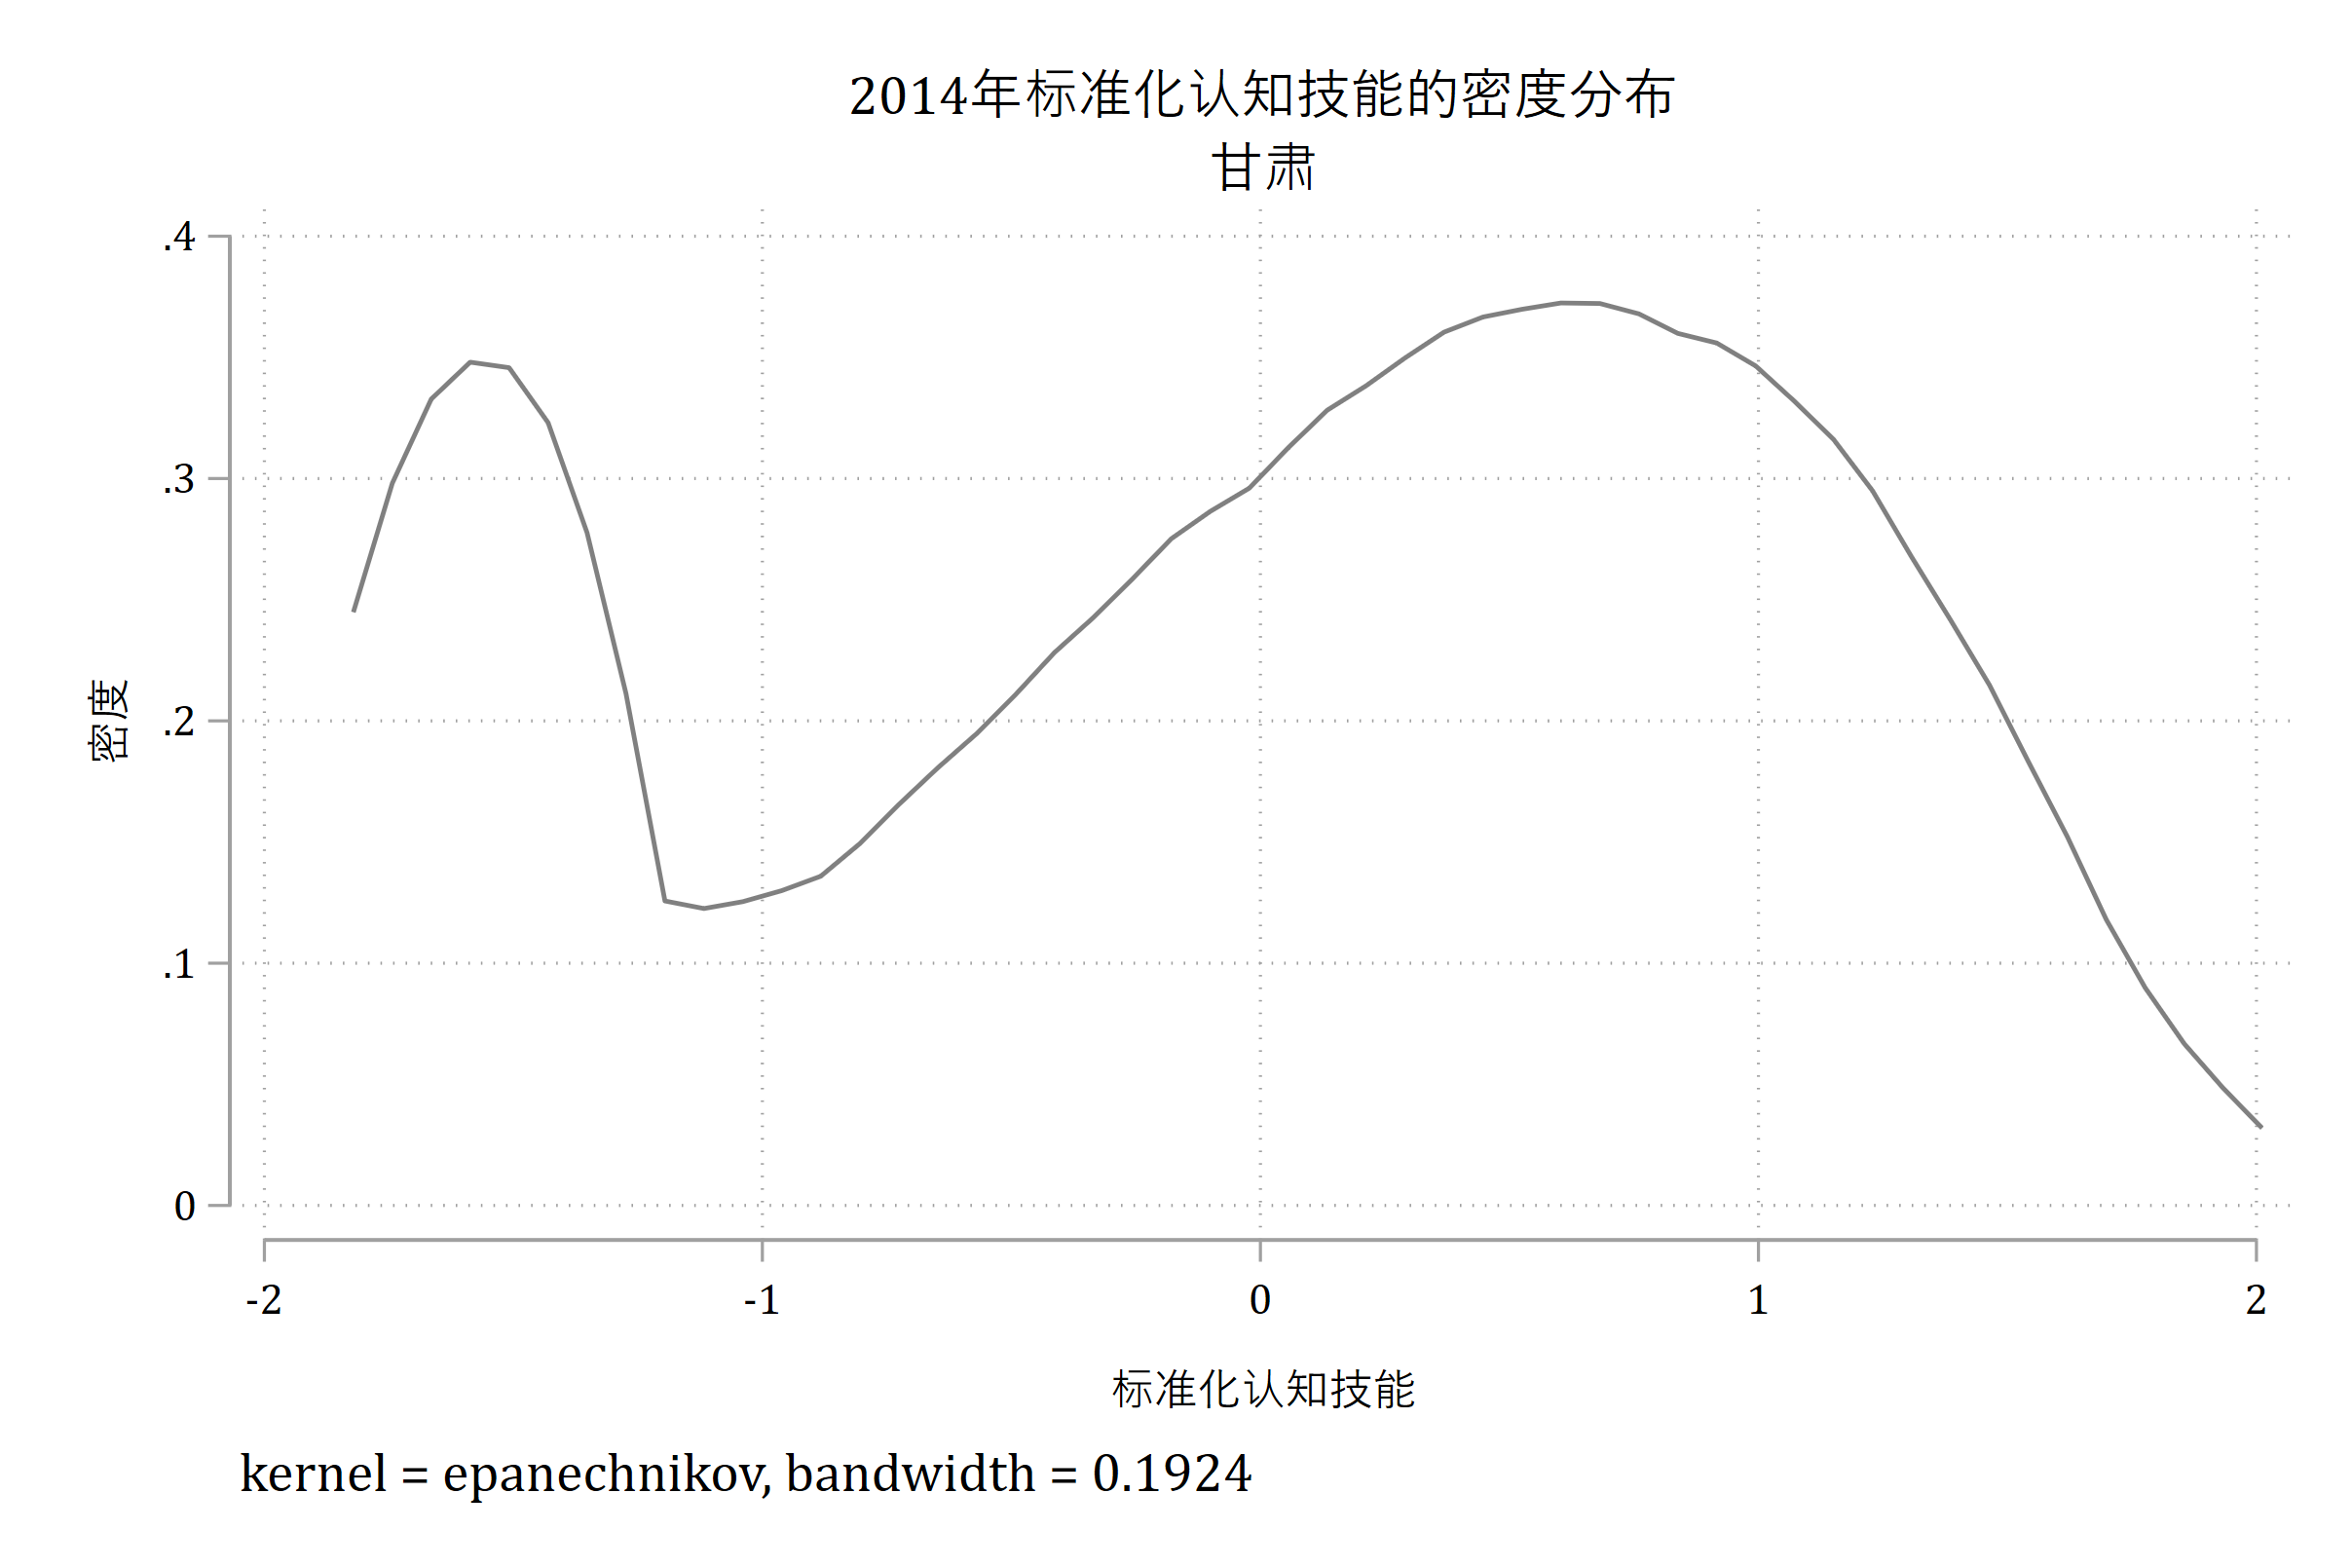 2014年标准化认知技能的密度分布
甘肃
.4
.3
.2
.1
0
密度
-2 -1 0 1 2
标准化认知技能
kernel = epanechnikov, bandwidth = 0.1924